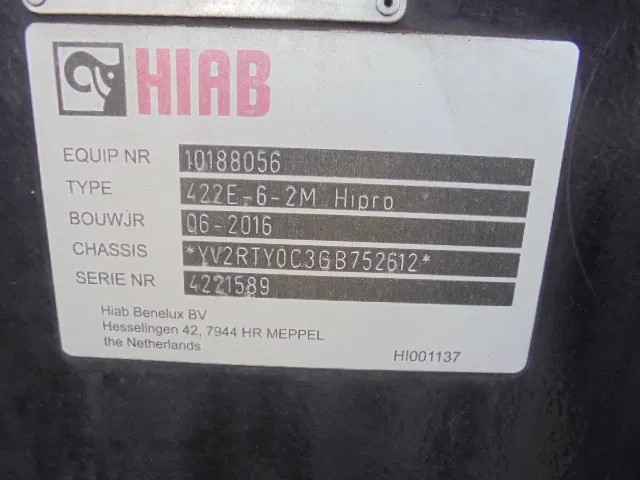 HIAB
EQUIP NR 10188056
TYPE 422E-6-2M Hipro
BOUWJR 06-2016
CHASSIS *YV2RTY0C3GB752612*
SERIE NR 4221589
Hiab Benelux BV
Hesselingen 42, 7944 HR MEPPEL
the Netherlands
HI001137